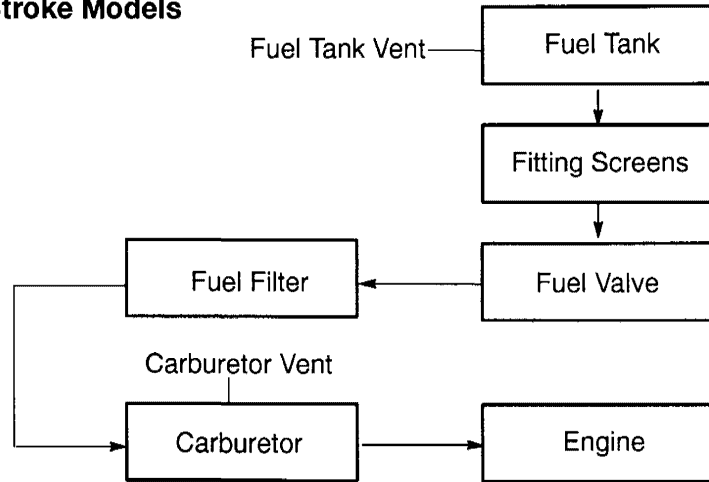 troke Models
Fuel Tank Vent
Fuel Tank
Fitting Screens
Fuel Filter
Fuel Valve
Carburetor Vent
Carburetor
Engine